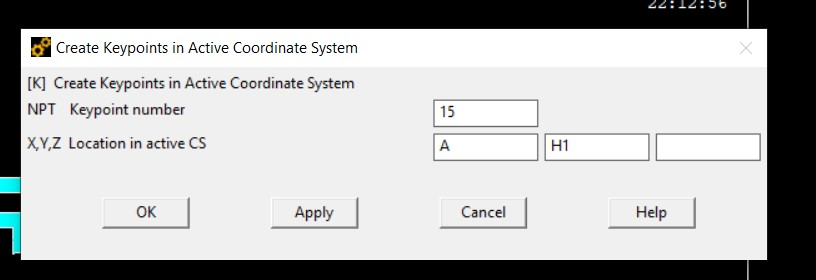 22:12:56
Create Keypoints in Active Coordinate System
[K] Create Keypoints in Active Coordinate System
NPT Keypoint number 15
X,Y,Z Location in active CS A H1
OK Apply Cancel Help